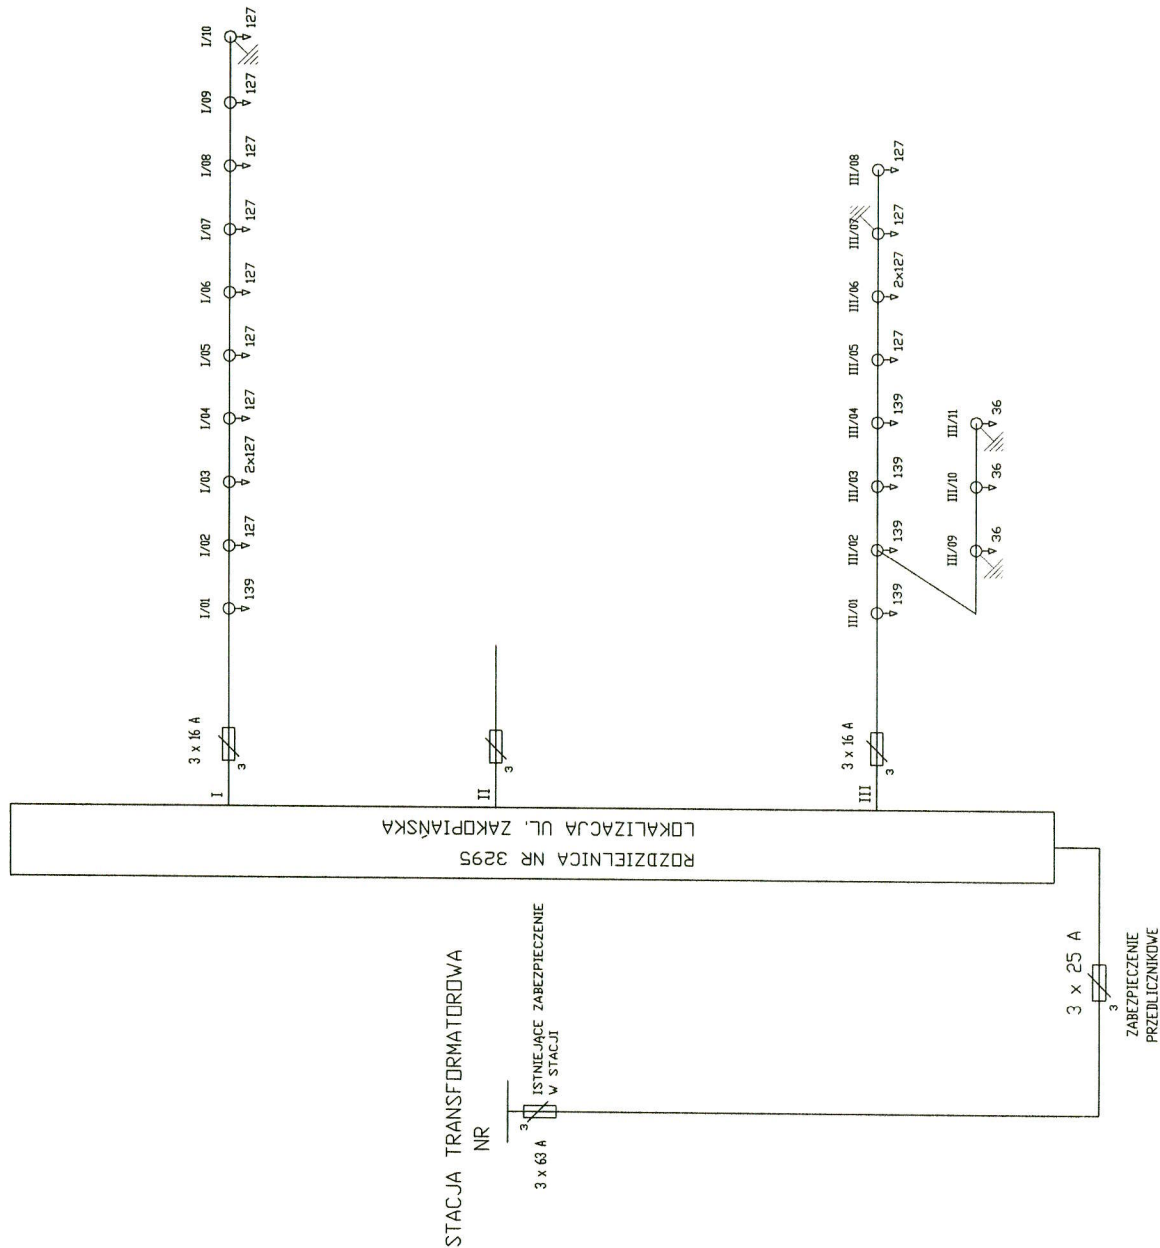 STACJA TRANSFORMATOROWA
NR
3 x 63 A
3
ISTNIEJĄCE ZABEZPIECZENIE
W STACJI
3 x 25 A
3
ZABEZPIECZENIE
PRZEDLICZNIKOWE
ROZDZIELNICA NR 3295
LOKALIZACJA UL. ZAKOPIAŃSKA
I
3 x 16 A
3
I/01
139
I/02
127
I/03
2x127
I/04
127
I/05
127
I/06
127
I/07
127
I/08
127
I/09
127
I/10
127
II
3
III
3 x 16 A
3
III/01
139
III/02
139
III/03
139
III/04
139
III/05
127
III/06
2x127
III/07
127
III/08
127
III/09
36
III/10
36
III/11
36